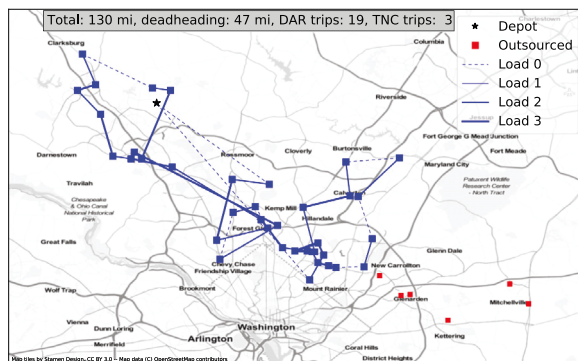 Total: 130 mi, deadheading: 47 mi, DAR trips: 19, TNC trips: 3
Clarksburg
Columbia
Depot
Outsourced
Load 0
Load 1
Load 2
Load 3
Riverside
Fort George G Mead Junction
Fort Meade
Maryland City
Patuxent Wildlife
Research Center
- North Tract
Burtonsville
Cloverly
Rossmoor
Darnestown
Travilah
Chesapeake
& Ohio Canal
National Historical
Park
Kemp Mill
Hillandale
Forest Gl
Great Falls
Chevy Chase
Friendship Village
New Carrollton
Glenn Dale
Wolf Trap
Brookmont
Mount Rainier
Glenarden
Mitchellville
Vienna
Dunn Loring
Merrifield
Washington
Arlington
Kettering
Coral Hills
District Heights
Map tiles by Stamen Design, CC BY 3.0 -- Map data (C) OpenStreetMap contributors